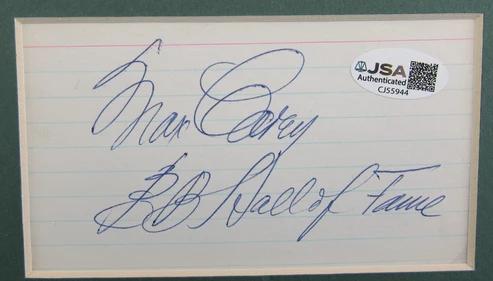 Max Carey
BB Hall of Fame
JSA
Authenticated
CJ55944